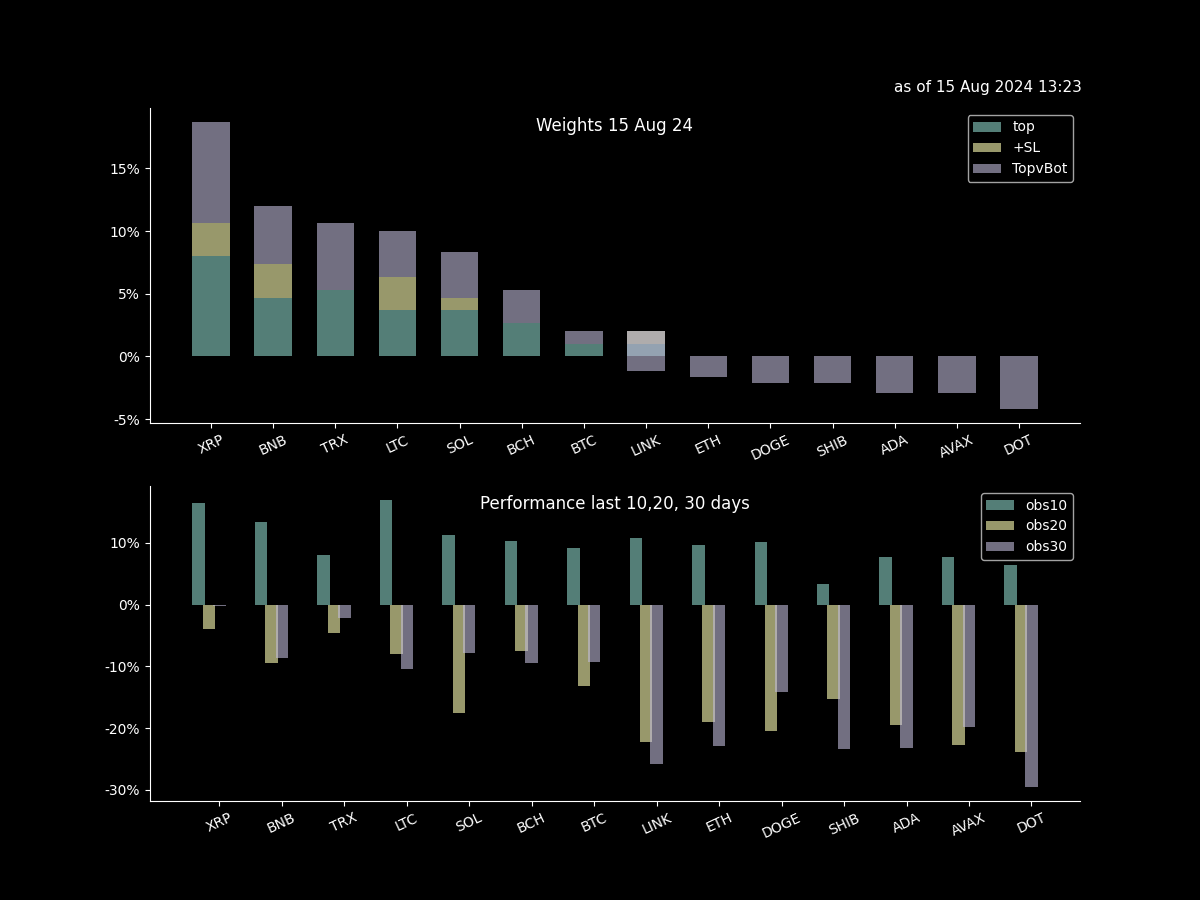 as of 15 Aug 2024 13:23
Weights 15 Aug 24
top
+SL
TopvBot
15%
10%
5%
0%
-5%
XRP BNB TRX LTC SOL BCH BTC LINK ETH DOGE SHIB ADA AVAX DOT
Performance last 10,20, 30 days
obs10
obs20
obs30
10%
0%
-10%
-20%
-30%
XRP BNB TRX LTC SOL BCH BTC LINK ETH DOGE SHIB ADA AVAX DOT